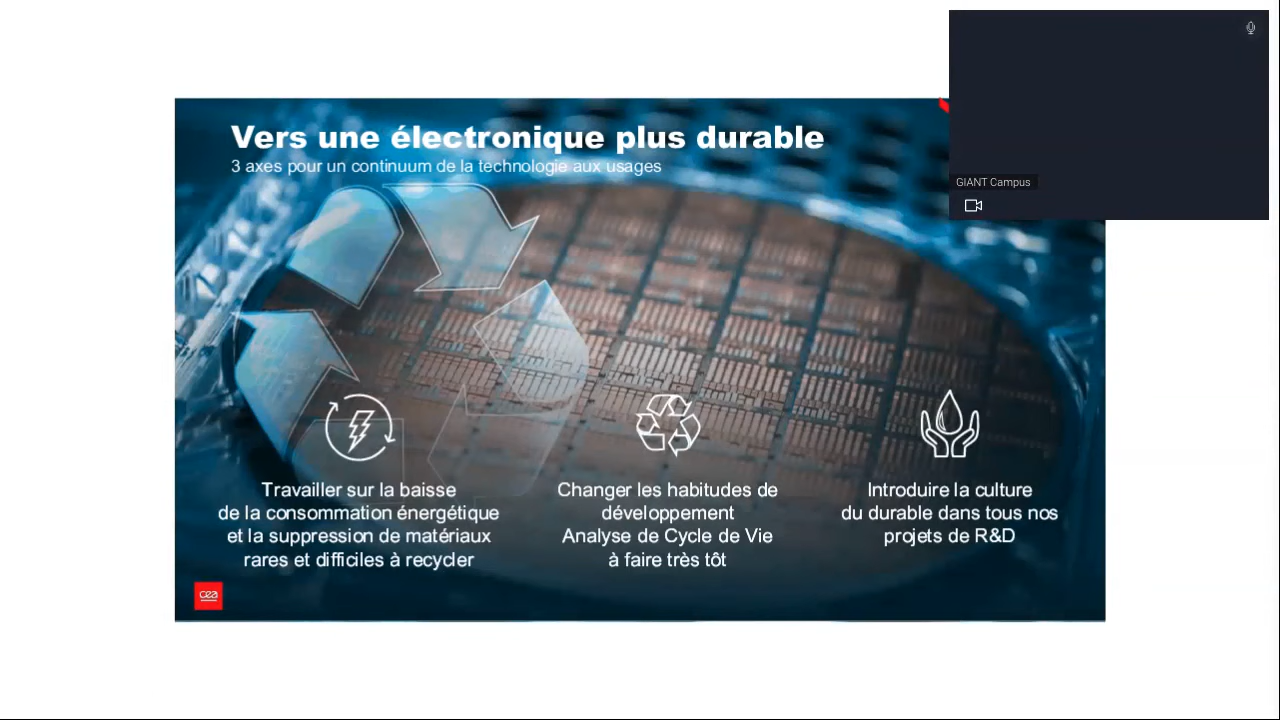 Vers une électronique plus durable
3 axes pour un continuum de la technologie aux usages
GIANT Campus
Travailler sur la baisse
de la consommation énergétique
et la suppression de matériaux
rares et difficiles à recycler
Changer les habitudes de
développement
Analyse de Cycle de Vie
à faire très tôt
Introduire la culture
du durable dans tous nos
projets de R&D
cea